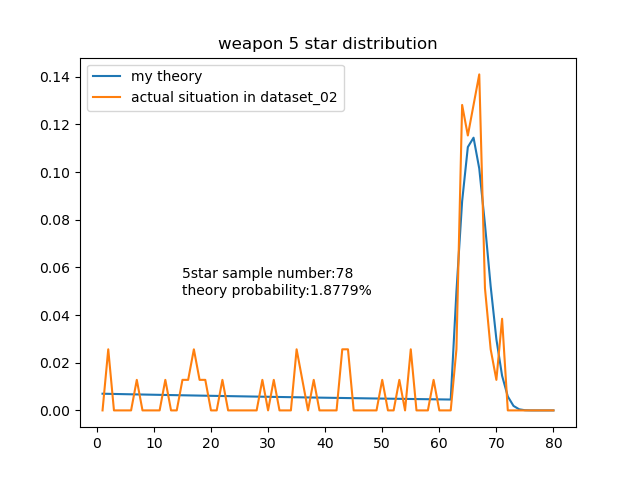 weapon 5 star distribution
my theory
actual situation in dataset_02
0.14
0.12
0.10
0.08
0.06
0.04
0.02
0.00
5star sample number:78
theory probability:1.8779%
0 10 20 30 40 50 60 70 80